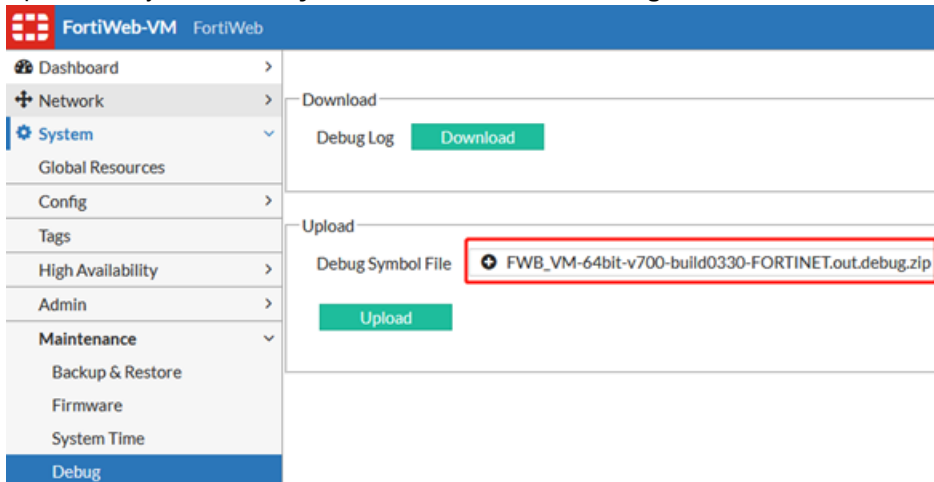 FortiWeb-VM FortiWeb
Dashboard
Network
System
Global Resources
Config
Tags
High Availability
Admin
Maintenance
Backup & Restore
Firmware
System Time
Debug
Download
Debug Log Download
Upload
Debug Symbol File FWB_VM-64bit-v700-build0330-FORTINET.out.debug.zip
Upload